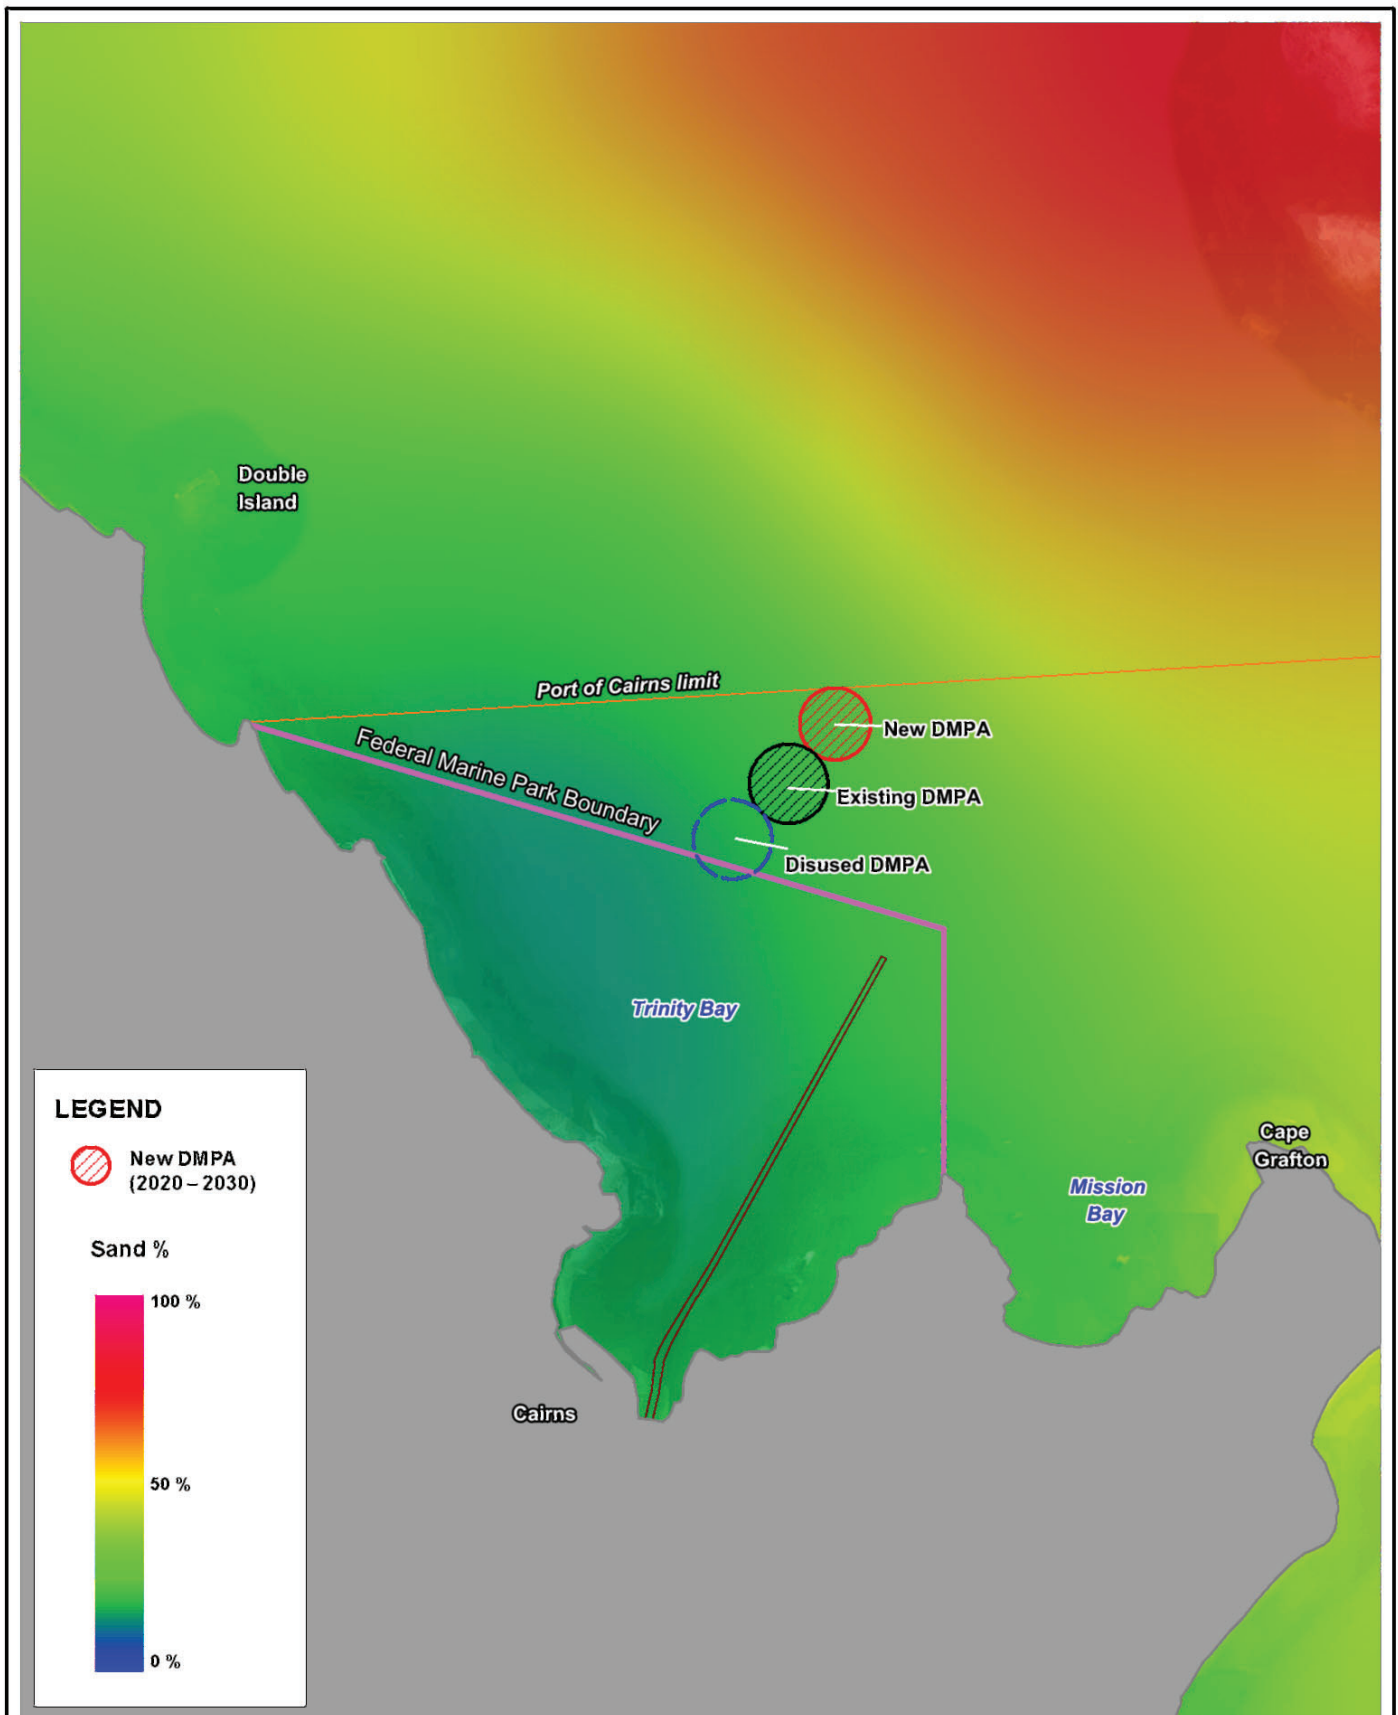 Double
Island
Port of Cairns limit
Federal Marine Park Boundary
New DMPA
Existing DMPA
Disused DMPA
Trinity Bay
Cape
Grafton
Mission
Bay
Cairns
LEGEND
New DMPA
(2020 – 2030)
Sand %
100 %
50 %
0 %